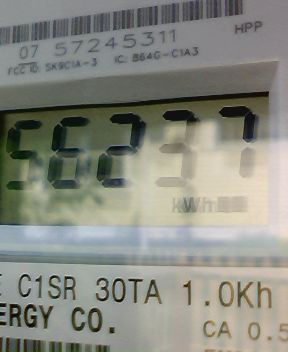 HPP
07 57245311
FCC ID: SK9C1A-3 IC: 864G-C1A3
56237
kWh
C1SR 30TA 1.0Kh
ERGY CO.
CA 0.5